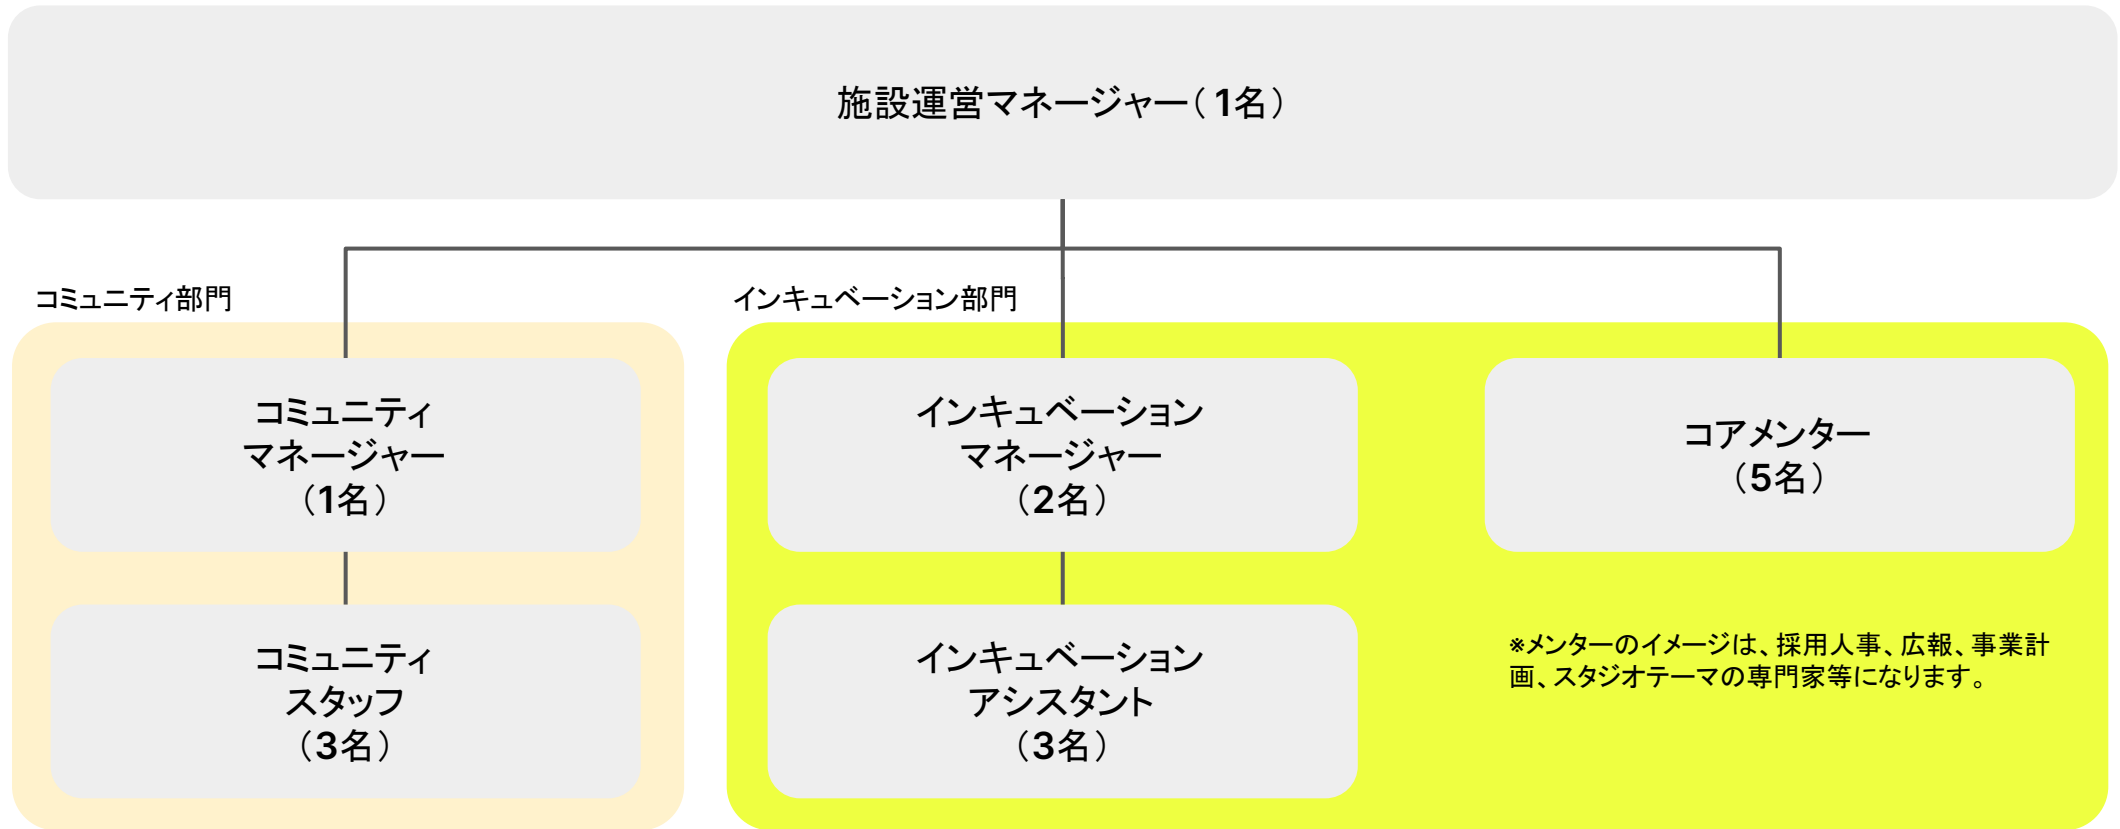 施設運営マネージャー（1名）
コミュニティ部門
インキュベーション部門
コミュニティ
マネージャー
（1名）
インキュベーション
マネージャー
（2名）
コアメンター
（5名）
コミュニティ
スタッフ
（3名）
インキュベーション
アシスタント
（3名）
※メンターのイメージは、採用人事、広報、事業計
画、スタジオテーマの専門家等になります。